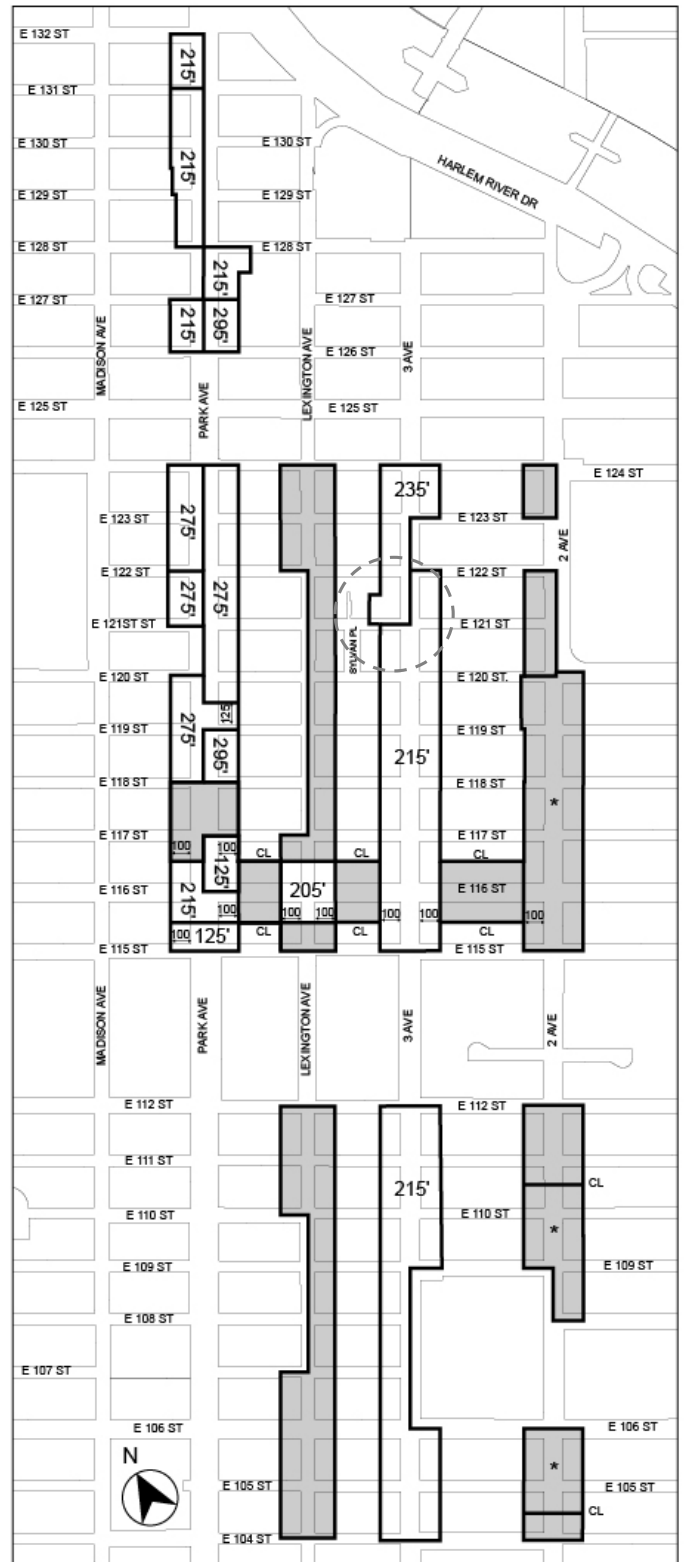 E 132 ST
215'
E 131 ST
E 130 ST
215'
E 130 ST
HARLEM RIVER DR
E 129 ST
E 129 ST
E 128 ST
E 128 ST
215'
E 127 ST
E 127 ST
215'
295'
MADISON AVE
PARK AVE
LEXINGTON AVE
3 AVE
E 126 ST
E 125 ST
E 125 ST
E 124 ST
235'
275'
E 123 ST
E 123 ST
2 AVE
E 122 ST
E 122 ST
275'
275'
E 121ST ST
E 121 ST
SYLVAN PL
E 120 ST
E 120 ST.
125'
275'
E 119 ST
E 119 ST
295'
215'
E 118 ST
E 118 ST
*
E 117 ST
E 117 ST
100
100
CL
CL
CL
125'
E 116 ST
205'
E 116 ST
215'
100
100
100
100
100
100
100
125'
CL
CL
CL
E 115 ST
E 115 ST
MADISON AVE
PARK AVE
LEXINGTON AVE
3 AVE
2 AVE
E 112 ST
E 112 ST
E 111 ST
CL
215'
E 110 ST
E 110 ST
*
E 109 ST
E 109 ST
E 108 ST
E 107 ST
E 106 ST
E 106 ST
N
*
E 105 ST
E 105 ST
CL
E 104 ST